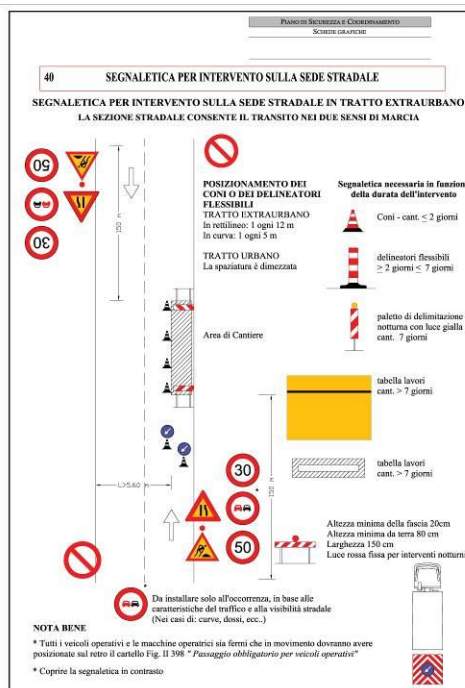 PIANO DI SICUREZZA E COORDINAMENTO
SCHEDE GRAFICHE
40 SEGNALETICA PER INTERVENTO SULLA SEDE STRADALE
SEGNALETICA PER INTERVENTO SULLA SEDE STRADALE IN TRATTO EXTRAURBANO
LA SEZIONE STRADALE CONSENTE IL TRANSITO NEI DUE SENSI DI MARCIA
50
30
150 m
POSIZIONAMENTO DEI
CONI O DEI DELINEATORI
FLESSIBILI
TRATTO EXTRAURBANO
In rettilineo: 1 ogni 12 m
In curva: 1 ogni 5 m
TRATTO URBANO
La spaziatura è dimezzata
Segnaletica necessaria in funzion
della durata dell'intervento
Coni - cant. ≤ 2 giorni
delineatori flessibili
≥ 2 giorni ≤ 7 giorni
paletto di delimitazione
notturna con luce gialla
cant. 7 giorni
Area di Cantiere
tabella lavori
cant. > 7 giorni
tabella lavori
cant. > 7 giorni
L>5,60 m
150 m
30
50
Altezza minima della fascia 20cm
Altezza minima da terra 80 cm
Larghezza 150 cm
Luce rossa fissa per interventi notturni
Da installare solo all'occorrenza, in base alle
caratteristiche del traffico e alla visibilità stradale
(Nei casi di: curve, dossi, ecc..)
NOTA BENE
* Tutti i veicoli operativi e le macchine operatrici sia fermi che in movimento dovranno avere
posizionate sul retro il cartello Fig. II 398 " Passaggio obbligatorio per veicoli operativi"
* Coprire la segnaletica in contrasto